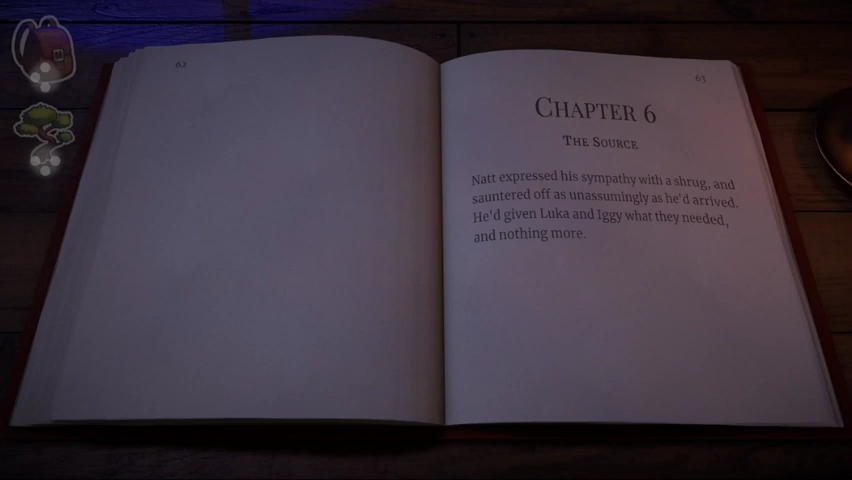 62
63
Chapter 6
The Source
Natt expressed his sympathy with a shrug, and
sauntered off as unassumingly as he'd arrived.
He'd given Luka and Iggy what they needed,
and nothing more.